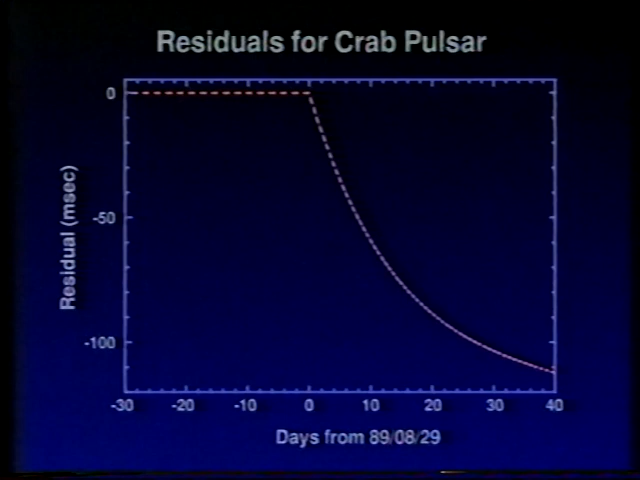 Residuals for Crab Pulsar
0
-50
-100
Residual (msec)
-30 -20 -10 0 10 20 30 40
Days from 89/08/29